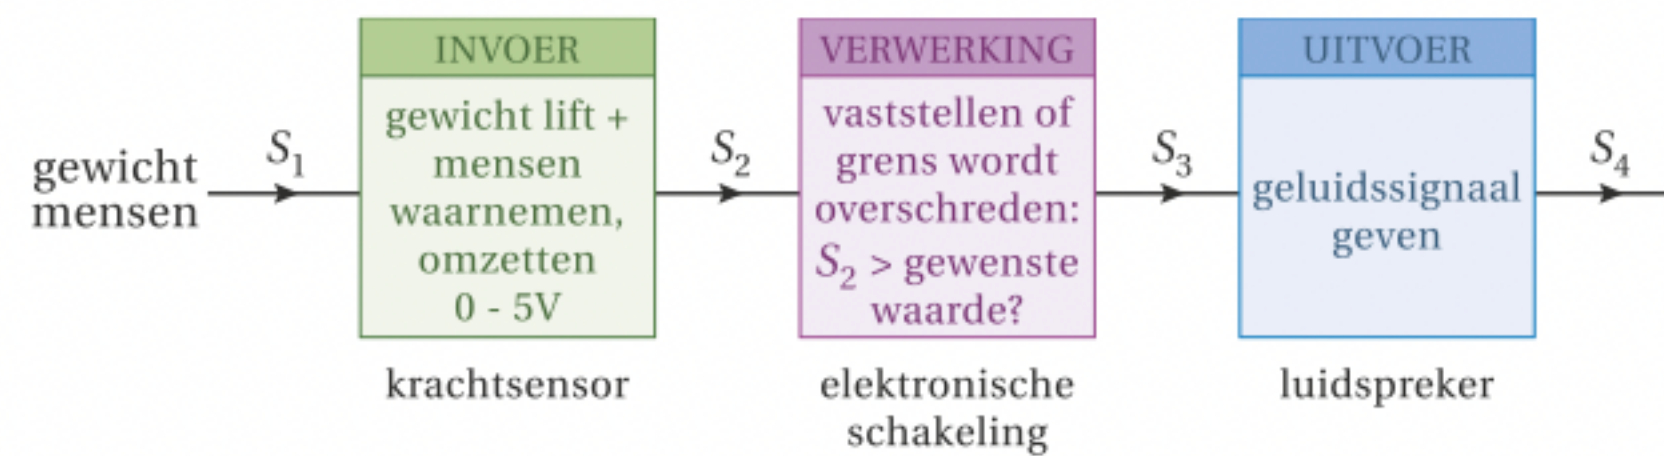 gewicht
mensen
S1
INVOER
gewicht lift +
mensen
waarnemen,
omzetten
0 - 5V
krachtsensor
S2
VERWERKING
vaststellen of
grens wordt
overschreden:
S2 > gewenste
waarde?
elektronische
schakeling
S3
UITVOER
geluidssignaal
geven
luidspreker
S4